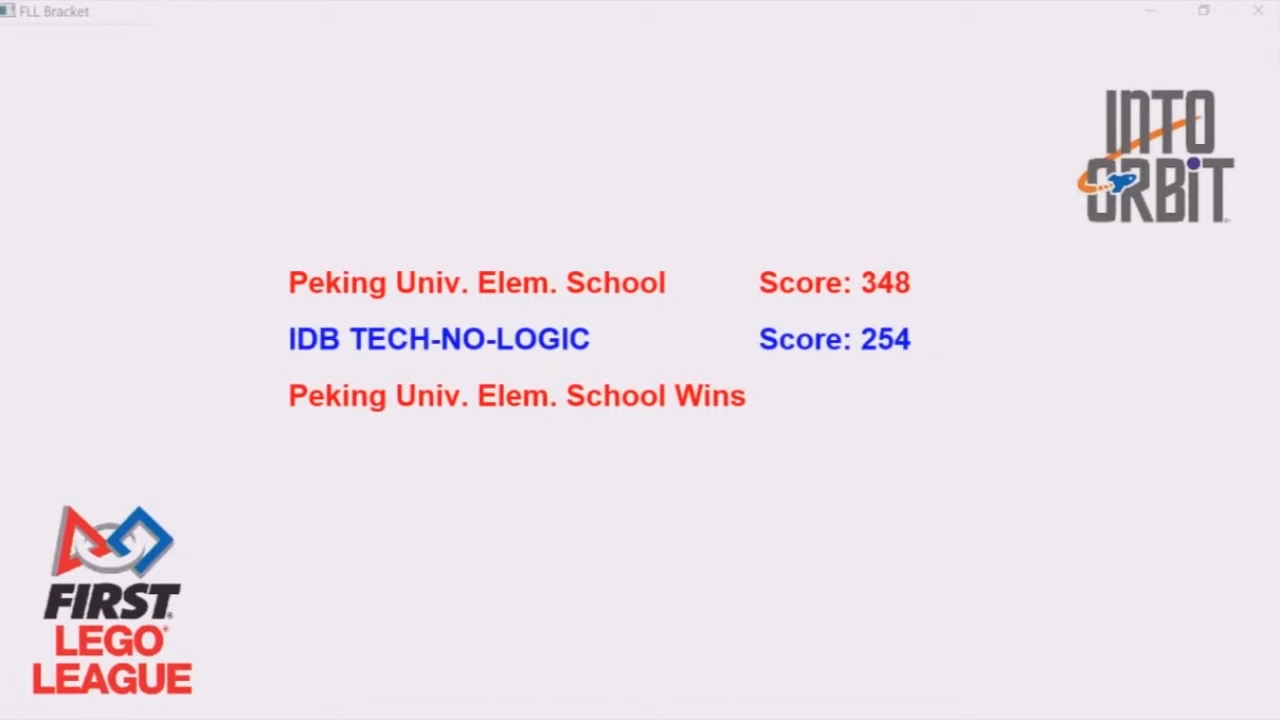 FLL Bracket
INTO
ORBIT
Peking Univ. Elem. School Score: 348
IDB TECH-NO-LOGIC Score: 254
Peking Univ. Elem. School Wins
FIRST®
LEGO®
LEAGUE